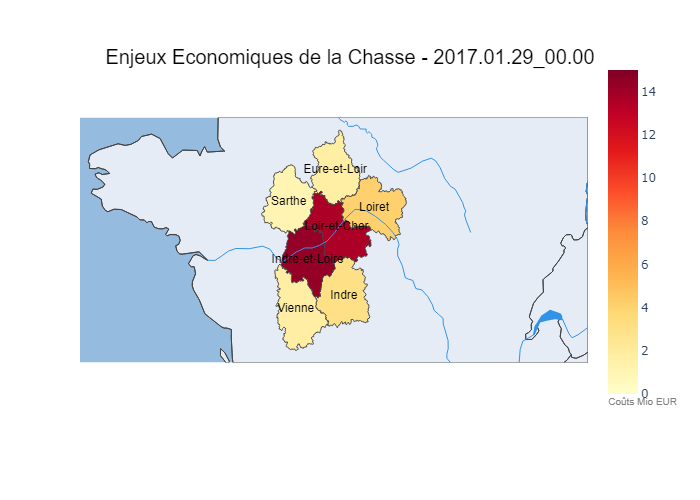 Enjeux Economiques de la Chasse - 2017.01.29_00.00
14
12
10
8
6
4
2
0
Coûts Mio EUR
Eure-et-Loir
Sarthe
Loiret
Loir-et-Cher
Indre-et-Loire
Indre
Vienne